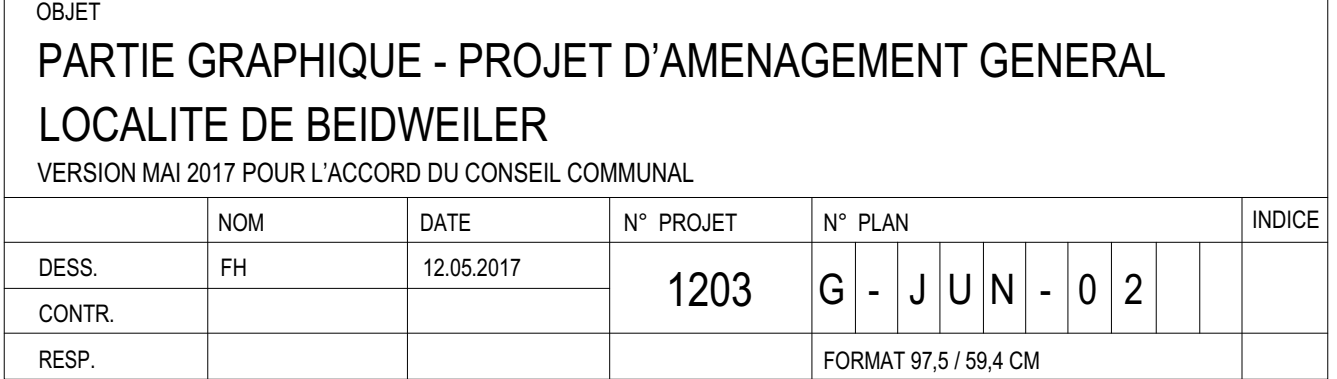 OBJET
PARTIE GRAPHIQUE - PROJET D’AMENAGEMENT GENERAL
LOCALITE DE BEIDWEILER
VERSION MAI 2017 POUR L’ACCORD DU CONSEIL COMMUNAL
NOM DATE N° PROJET N° PLAN INDICE
DESS. FH 12.05.2017 1203 G - J U N - 0 2
CONTR.
RESP. FORMAT 97,5 / 59,4 CM